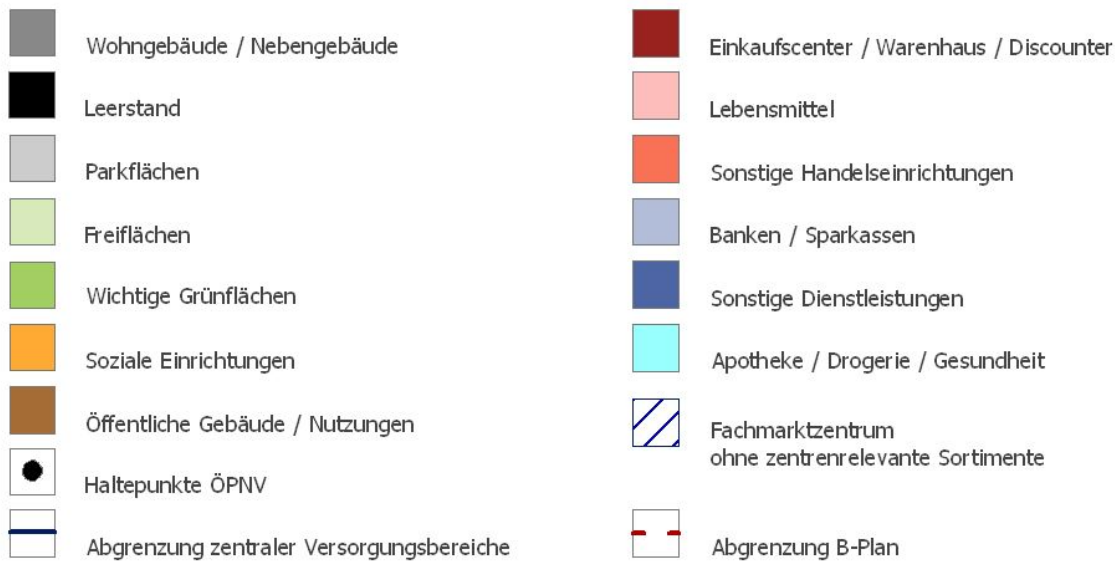 Wohngebäude / Nebengebäude
Leerstand
Parkflächen
Freiflächen
Wichtige Grünflächen
Soziale Einrichtungen
Öffentliche Gebäude / Nutzungen
Haltepunkte ÖPNV
Abgrenzung zentraler Versorgungsbereiche
Einkaufscenter / Warenhaus / Discounter
Lebensmittel
Sonstige Handelseinrichtungen
Banken / Sparkassen
Sonstige Dienstleistungen
Apotheke / Drogerie / Gesundheit
Fachmarktzentrum
ohne zentrenrelevante Sortimente
Abgrenzung B-Plan